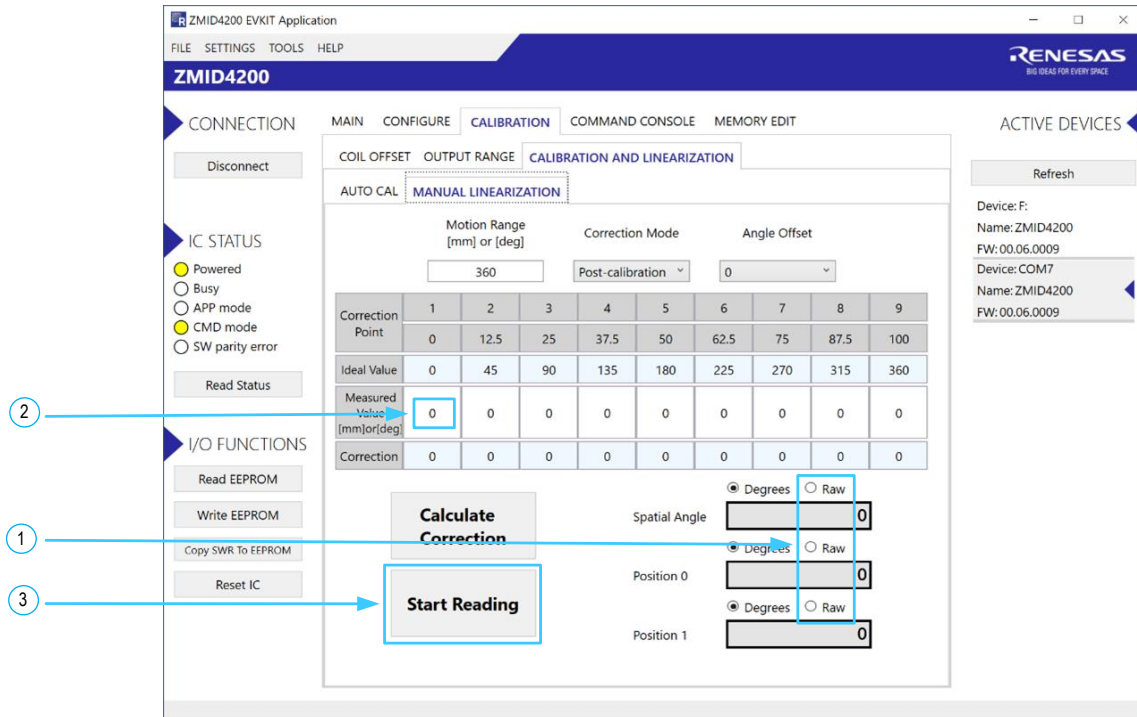 ZMID4200 EVKIT Application
FILE SETTINGS TOOLS HELP
ZMID4200
RENESAS
BIG IDEAS FOR EVERY SPACE
CONNECTION
Disconnect
IC STATUS
Powered
Busy
APP mode
CMD mode
SW parity error
Read Status
I/O FUNCTIONS
Read EEPROM
Write EEPROM
Copy SWR To EEPROM
Reset IC
MAIN CONFIGURE CALIBRATION COMMAND CONSOLE MEMORY EDIT
COIL OFFSET OUTPUT RANGE CALIBRATION AND LINEARIZATION
AUTO CAL MANUAL LINEARIZATION
Motion Range
[mm] or [deg]
360
Correction Mode
Post-calibration
Angle Offset
0
Correction
Point
1 2 3 4 5 6 7 8 9
0 12.5 25 37.5 50 62.5 75 87.5 100
Ideal Value 0 45 90 135 180 225 270 315 360
Measured
Value
[mm]or[deg]
0 0 0 0 0 0 0 0 0
Correction 0 0 0 0 0 0 0 0 0
Calculate
Correction
Start Reading
Degrees Raw
Spatial Angle 0
Degrees Raw
Position 0 0
Degrees Raw
Position 1 0
ACTIVE DEVICES
Refresh
Device: F:
Name: ZMID4200
FW: 00.06.0009
Device: COM7
Name: ZMID4200
FW: 00.06.0009
2
1
3